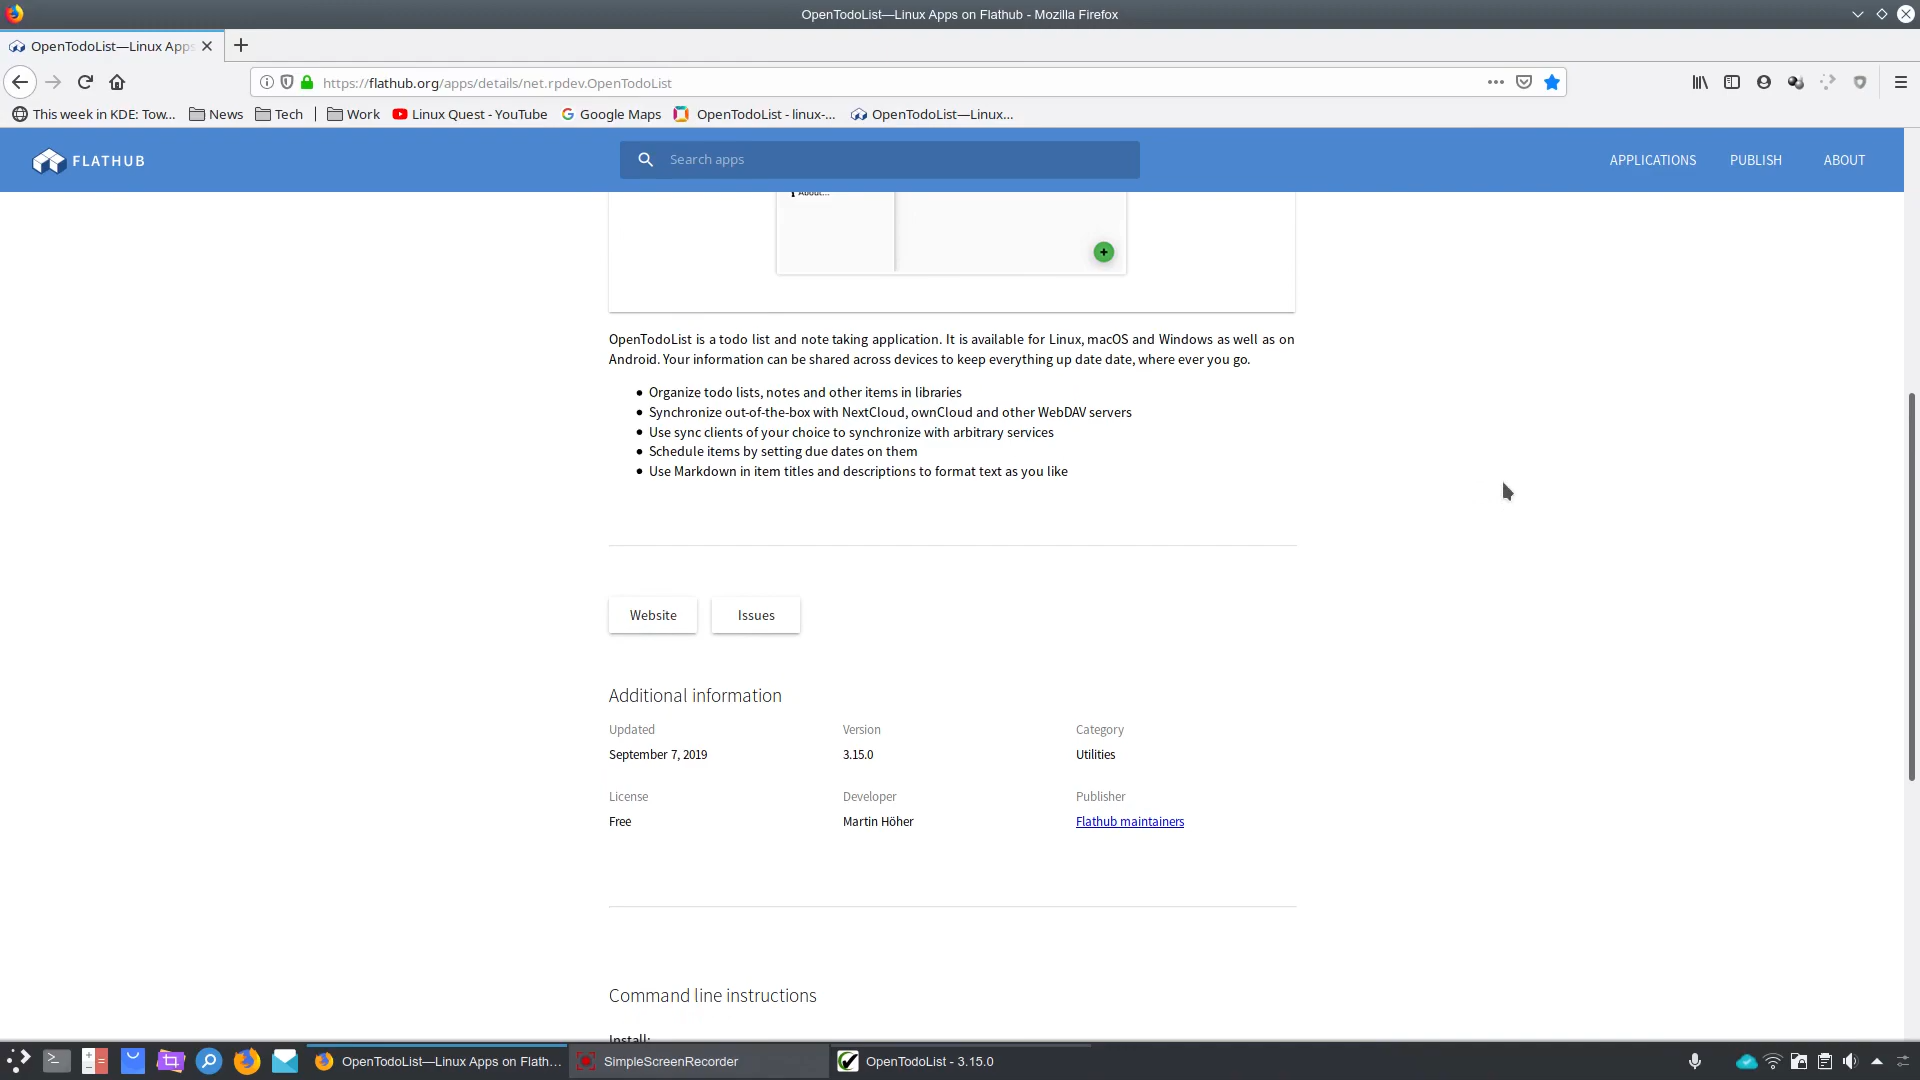 OpenTodoList—Linux Apps on Flathub - Mozilla Firefox
OpenTodoList—Linux Apps
https://flathub.org/apps/details/net.rpdev.OpenTodoList
This week in KDE: Tow... News Tech Work Linux Quest - YouTube Google Maps OpenTodoList - linux-... OpenTodoList—Linux...
FLATHUB Search apps APPLICATIONS PUBLISH ABOUT
About...
OpenTodoList is a todo list and note taking application. It is available for Linux, macOS and Windows as well as on
Android. Your information can be shared across devices to keep everything up date date, where ever you go.
• Organize todo lists, notes and other items in libraries
• Synchronize out-of-the-box with NextCloud, ownCloud and other WebDAV servers
• Use sync clients of your choice to synchronize with arbitrary services
• Schedule items by setting due dates on them
• Use Markdown in item titles and descriptions to format text as you like
Website Issues
Additional information
Updated Version Category
September 7, 2019 3.15.0 Utilities
License Developer Publisher
Free Martin Höher Flathub maintainers
Command line instructions
Install:
OpenTodoList—Linux Apps on Flath... SimpleScreenRecorder OpenTodoList - 3.15.0